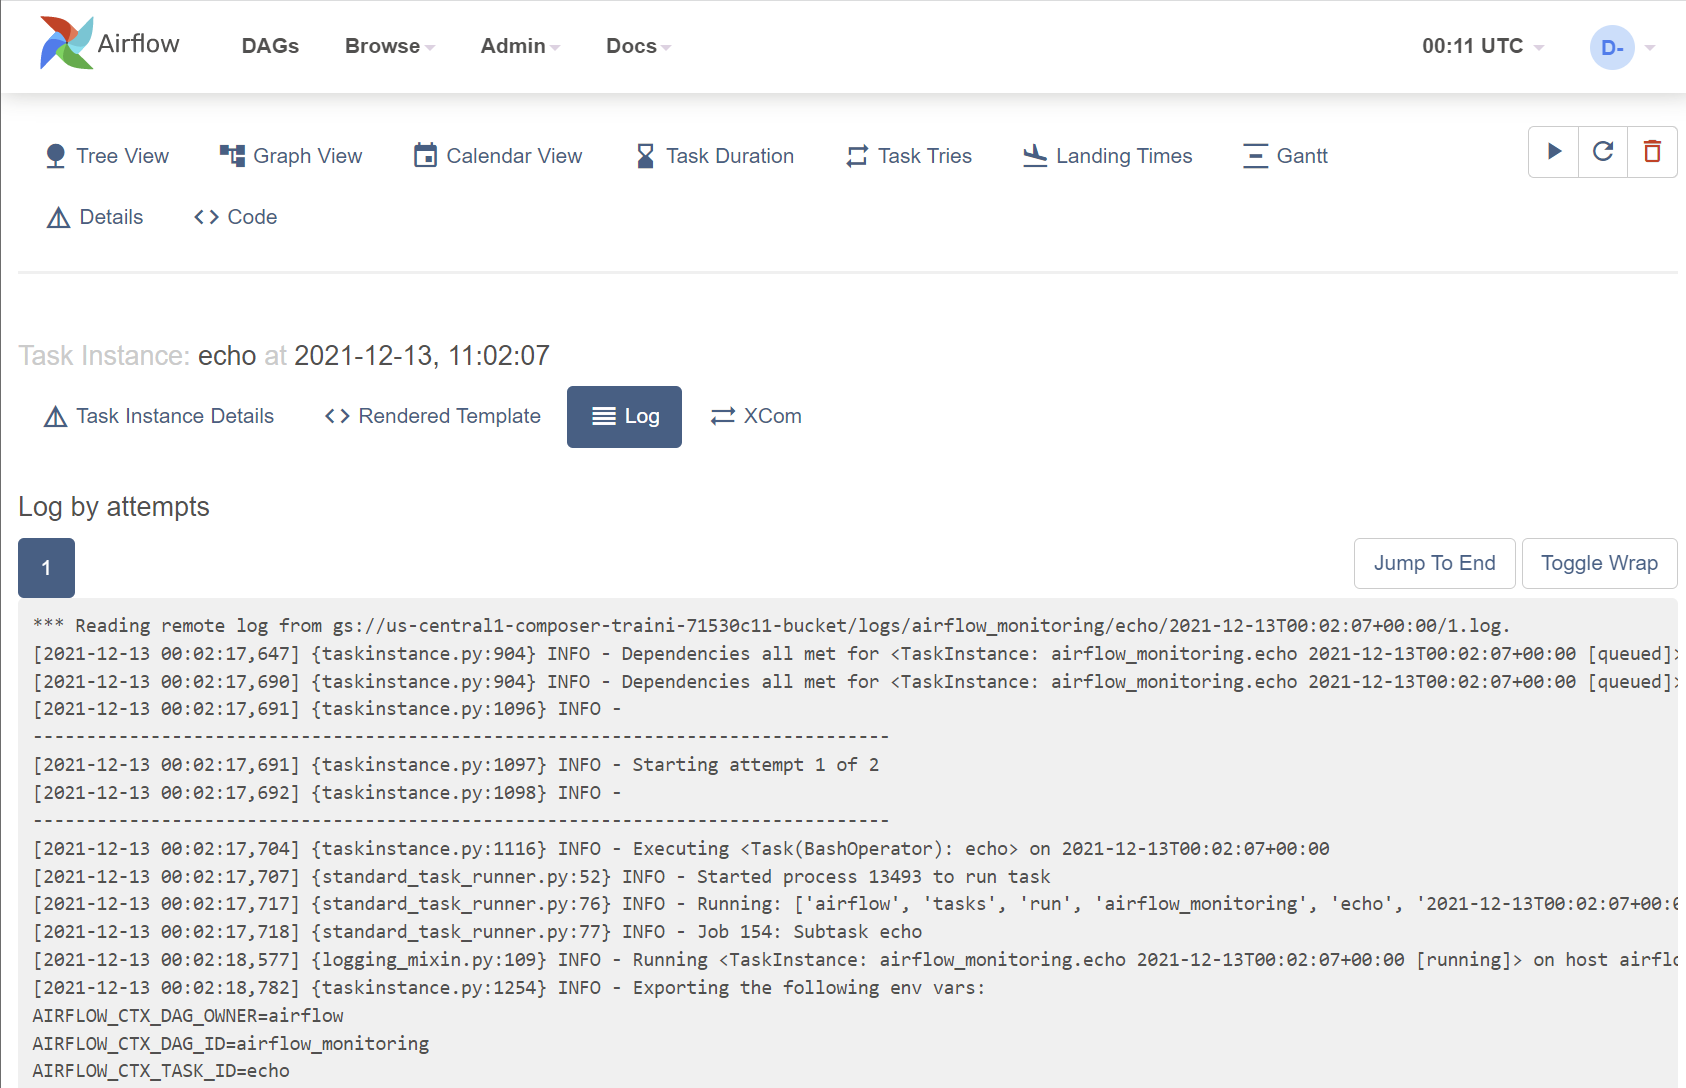 Airflow DAGs Browse Admin Docs 00:11 UTC D-
Tree View Graph View Calendar View Task Duration Task Tries Landing Times Gantt
Details Code
Task Instance: echo at 2021-12-13, 11:02:07
Task Instance Details Rendered Template Log XCom
Log by attempts
1 Jump To End Toggle Wrap
*** Reading remote log from gs://us-central1-composer-traini-71530c11-bucket/logs/airflow_monitoring/echo/2021-12-13T00:02:07+00:00/1.log.
[2021-12-13 00:02:17,647] {taskinstance.py:904} INFO - Dependencies all met for <TaskInstance: airflow_monitoring.echo 2021-12-13T00:02:07+00:00 [queued]>
[2021-12-13 00:02:17,690] {taskinstance.py:904} INFO - Dependencies all met for <TaskInstance: airflow_monitoring.echo 2021-12-13T00:02:07+00:00 [queued]>
[2021-12-13 00:02:17,691] {taskinstance.py:1096} INFO -
--------------------------------------------------------------------------------
[2021-12-13 00:02:17,691] {taskinstance.py:1097} INFO - Starting attempt 1 of 2
[2021-12-13 00:02:17,692] {taskinstance.py:1098} INFO -
--------------------------------------------------------------------------------
[2021-12-13 00:02:17,704] {taskinstance.py:1116} INFO - Executing <Task(BashOperator): echo> on 2021-12-13T00:02:07+00:00
[2021-12-13 00:02:17,707] {standard_task_runner.py:52} INFO - Started process 13493 to run task
[2021-12-13 00:02:17,717] {standard_task_runner.py:76} INFO - Running: ['airflow', 'tasks', 'run', 'airflow_monitoring', 'echo', '2021-12-13T00:02:07+00:0
[2021-12-13 00:02:17,718] {standard_task_runner.py:77} INFO - Job 154: Subtask echo
[2021-12-13 00:02:18,577] {logging_mixin.py:109} INFO - Running <TaskInstance: airflow_monitoring.echo 2021-12-13T00:02:07+00:00 [running]> on host airflo
[2021-12-13 00:02:18,782] {taskinstance.py:1254} INFO - Exporting the following env vars:
AIRFLOW_CTX_DAG_OWNER=airflow
AIRFLOW_CTX_DAG_ID=airflow_monitoring
AIRFLOW_CTX_TASK_ID=echo